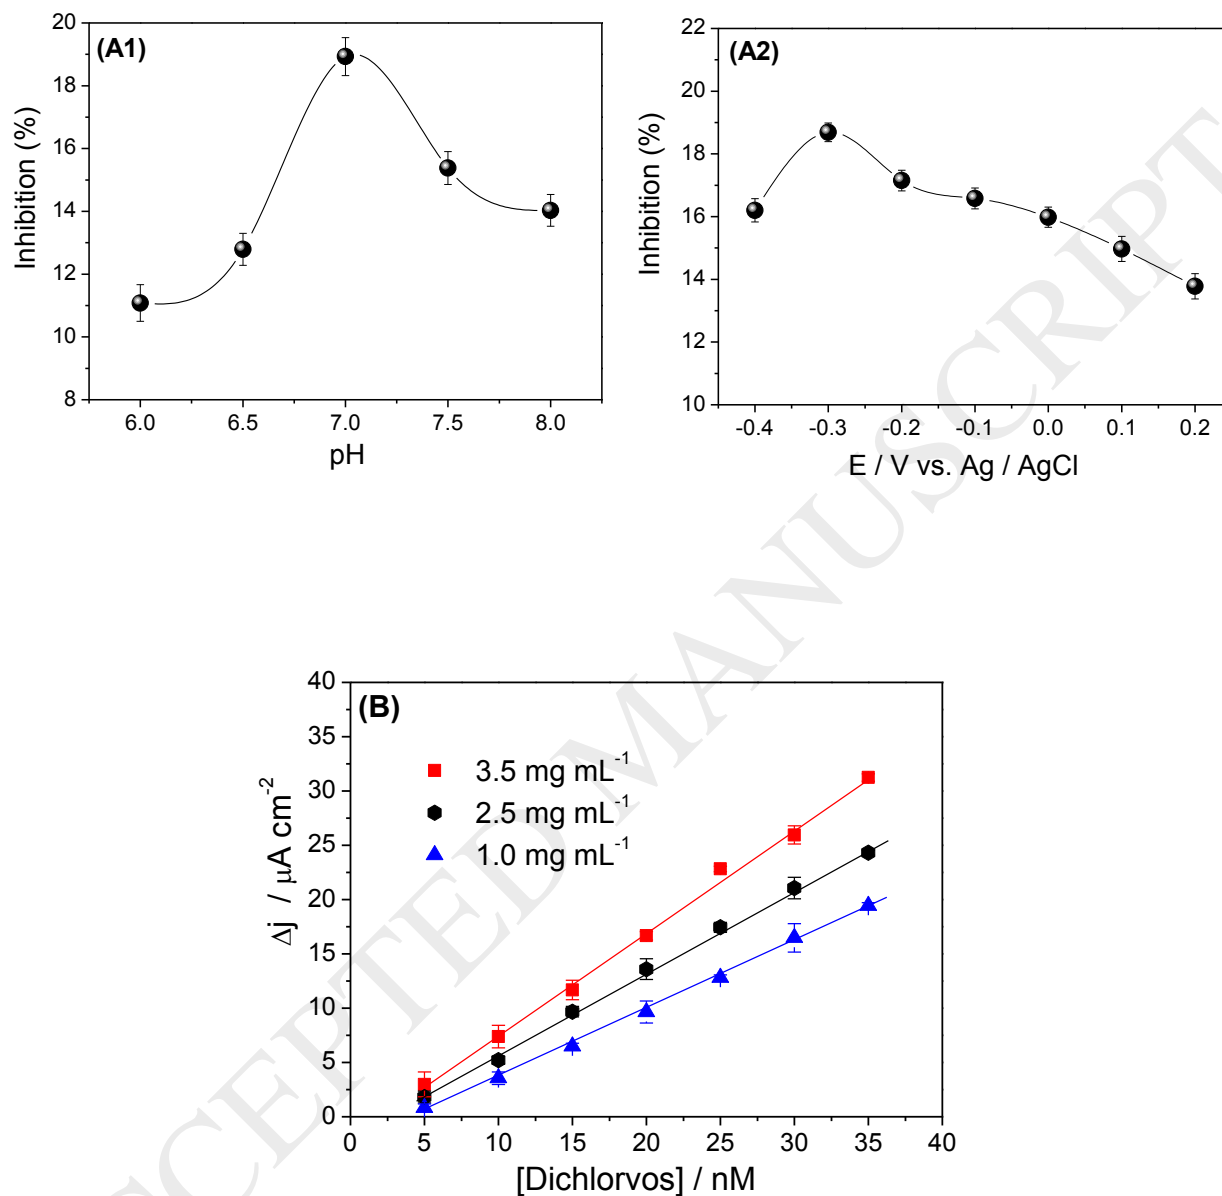 (A1)
Inhibition (%)
20
18
16
14
12
10
8
6.0 6.5 7.0 7.5 8.0
pH
(A2)
Inhibition (%)
22
20
18
16
14
12
10
-0.4 -0.3 -0.2 -0.1 0.0 0.1 0.2
E / V vs. Ag / AgCl
(B)
Δj / μA cm⁻²
40
35
30
25
20
15
10
5
0
3.5 mg mL⁻¹
2.5 mg mL⁻¹
1.0 mg mL⁻¹
0 5 10 15 20 25 30 35 40
[Dichlorvos] / nM
CEPTED MANUSCRIPT